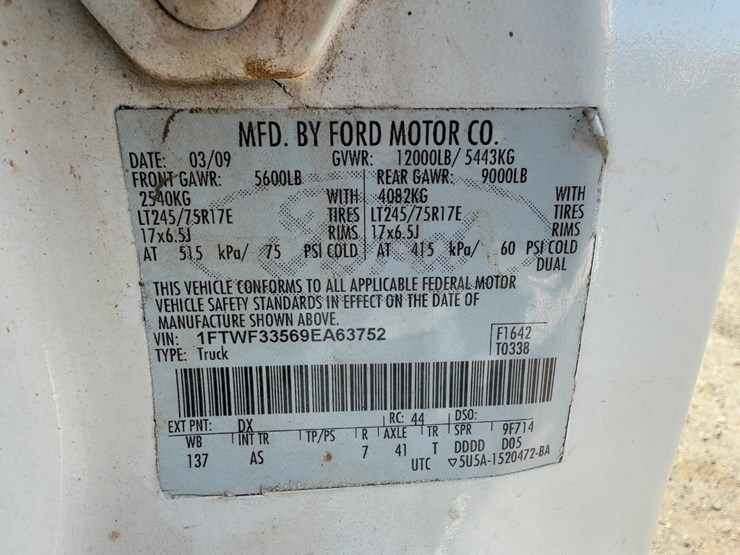 MFD. BY FORD MOTOR CO.
DATE: 03/09 GVWR: 12000LB/ 5443KG
FRONT GAWR: 5600LB REAR GAWR: 9000LB
2540KG WITH 4082KG WITH
LT245/75R17E TIRES LT245/75R17E TIRES
17x6.5J RIMS 17x6.5J RIMS
AT 515 kPa/ 75 PSI COLD AT 415 kPa/ 60 PSI COLD
DUAL
THIS VEHICLE CONFORMS TO ALL APPLICABLE FEDERAL MOTOR
VEHICLE SAFETY STANDARDS IN EFFECT ON THE DATE OF
MANUFACTURE SHOWN ABOVE.
VIN: 1FTWF33569EA63752 F1642
TYPE: Truck T0338
EXT PNT: DX RC: 44 DSO:
WB INT TR TP/PS R AXLE TR SPR 9F714
137 AS 7 41 T DDDD D05
UTC ▽5U5A-1520472-BA